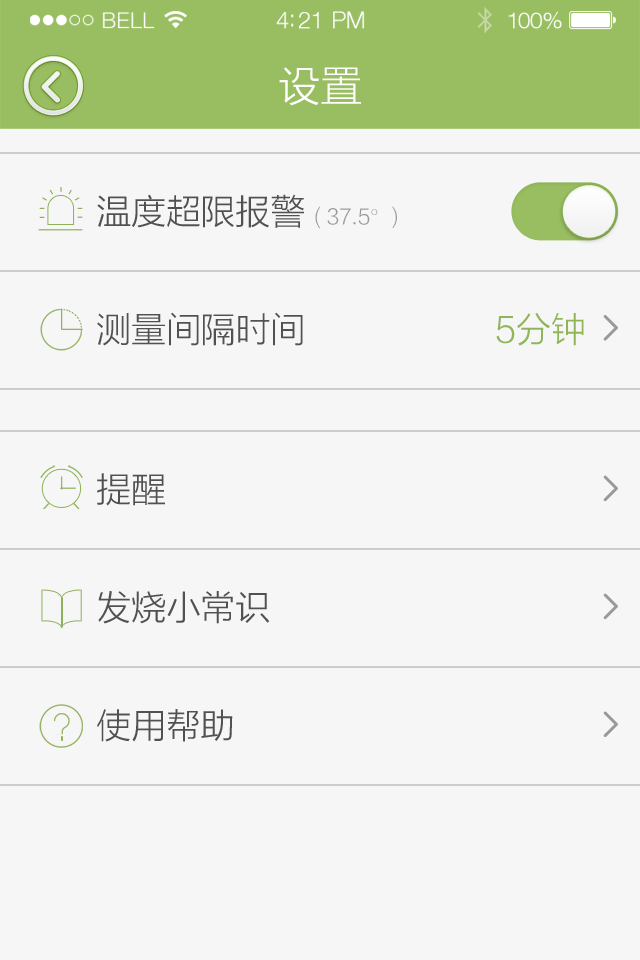 BELL 4:21 PM 100%
设置
温度超限报警 (37.5°)
测量间隔时间 5分钟
提醒
发烧小常识
? 使用帮助